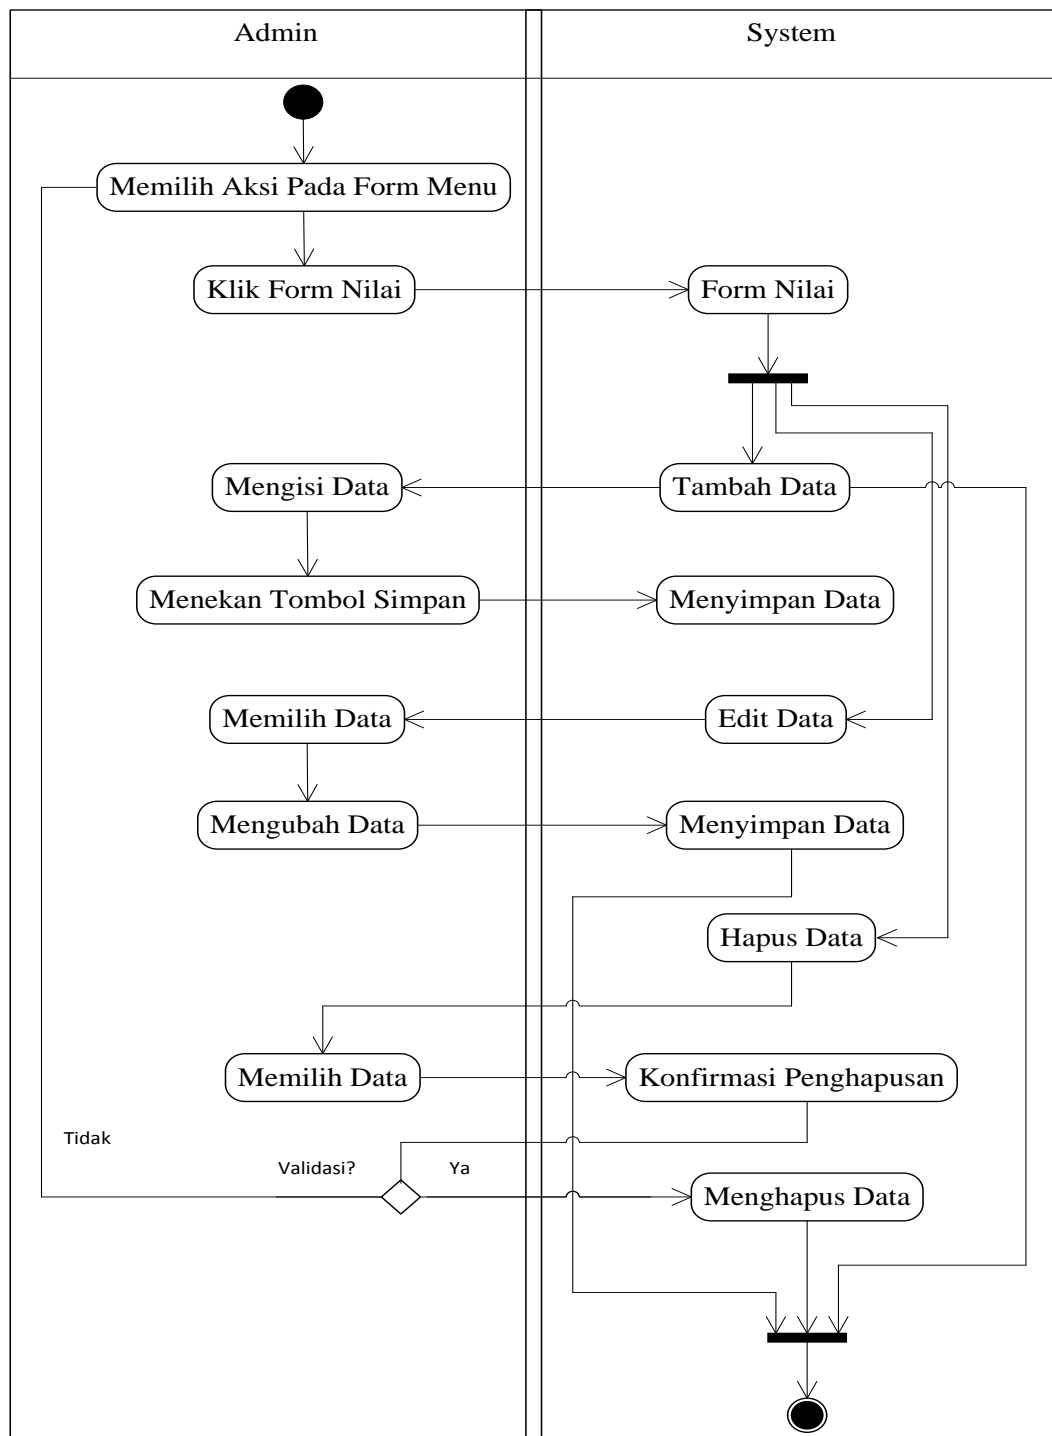 Admin
System
Memilih Aksi Pada Form Menu
Klik Form Nilai
Form Nilai
Mengisi Data
Tambah Data
Menekan Tombol Simpan
Menyimpan Data
Memilih Data
Edit Data
Mengubah Data
Menyimpan Data
Hapus Data
Memilih Data
Konfirmasi Penghapusan
Tidak
Validasi?
Ya
Menghapus Data